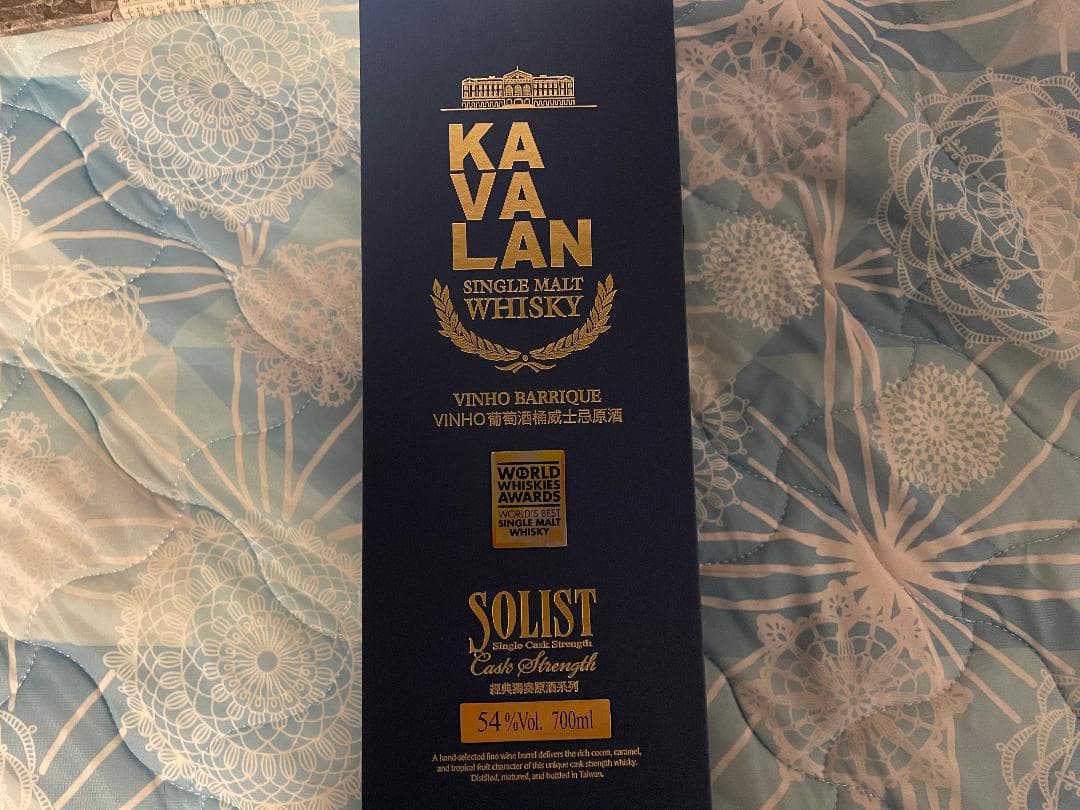 KA
VA
LAN
SINGLE MALT
WHISKY
VINHO BARRIQUE
VINHO葡萄酒桶威士忌原酒
WORLD
WHISKIES
AWARDS
WORLD'S BEST
SINGLE MALT
WHISKY
SOLIST
Single Cask Strength
Cask Strength
經典獨奏原酒系列
54%Vol. 700ml
A hand-selected fine wine barrel delivers the rich cocoa, caramel,
and tropical fruit character of this unique cask strength whisky.
Distilled, matured, and bottled in Taiwan.